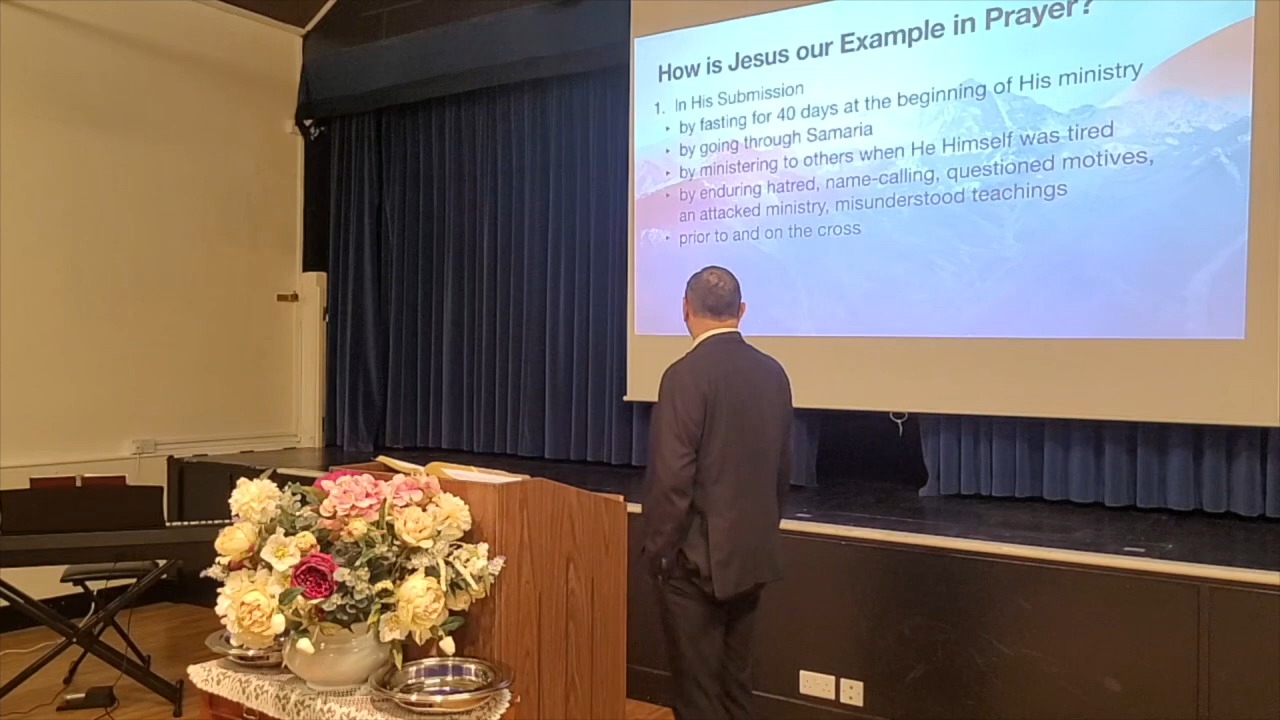 How is Jesus our Example in Prayer?
1. In His Submission
‣ by fasting for 40 days at the beginning of His ministry
‣ by going through Samaria
‣ by ministering to others when He Himself was tired
‣ by enduring hatred, name-calling, questioned motives,
an attacked ministry, misunderstood teachings
‣ prior to and on the cross